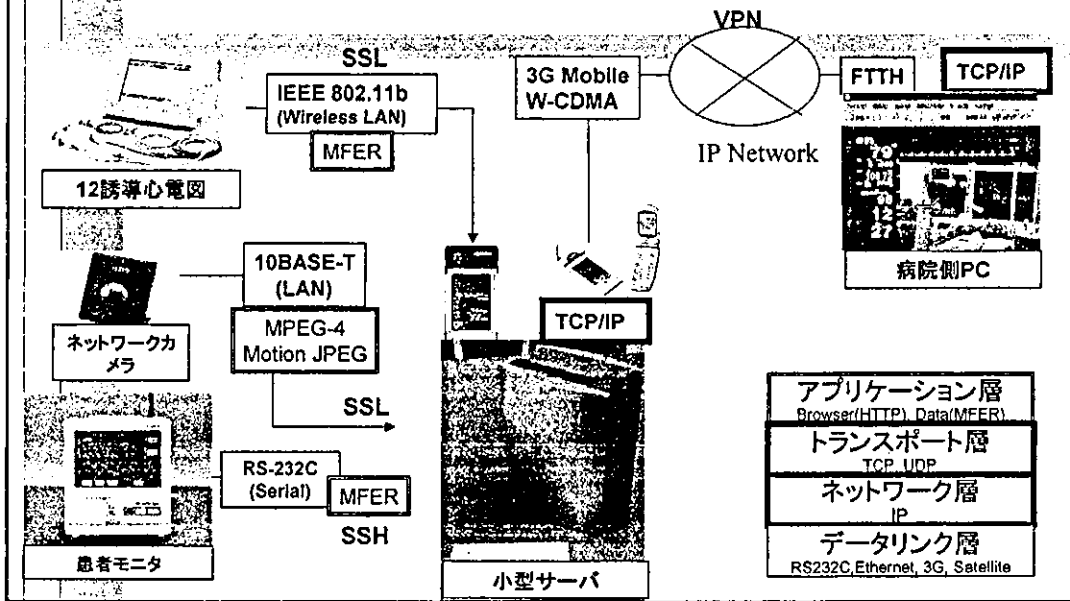 SSL
IEEE 802.11b
(Wireless LAN)
MFER
12誘導心電図
10BASE-T
(LAN)
MPEG-4
Motion JPEG
ネットワークカ
メラ
SSL
RS-232C
(Serial)
MFER
SSH
患者モニタ
3G Mobile
W-CDMA
VPN
IP Network
FTTH
TCP/IP
病院側PC
TCP/IP
小型サーバ
アプリケーション層
Browser(HTTP), Data(MFER)
トランスポート層
TCP, UDP
ネットワーク層
IP
データリンク層
RS232C,Ethernet, 3G, Satellite